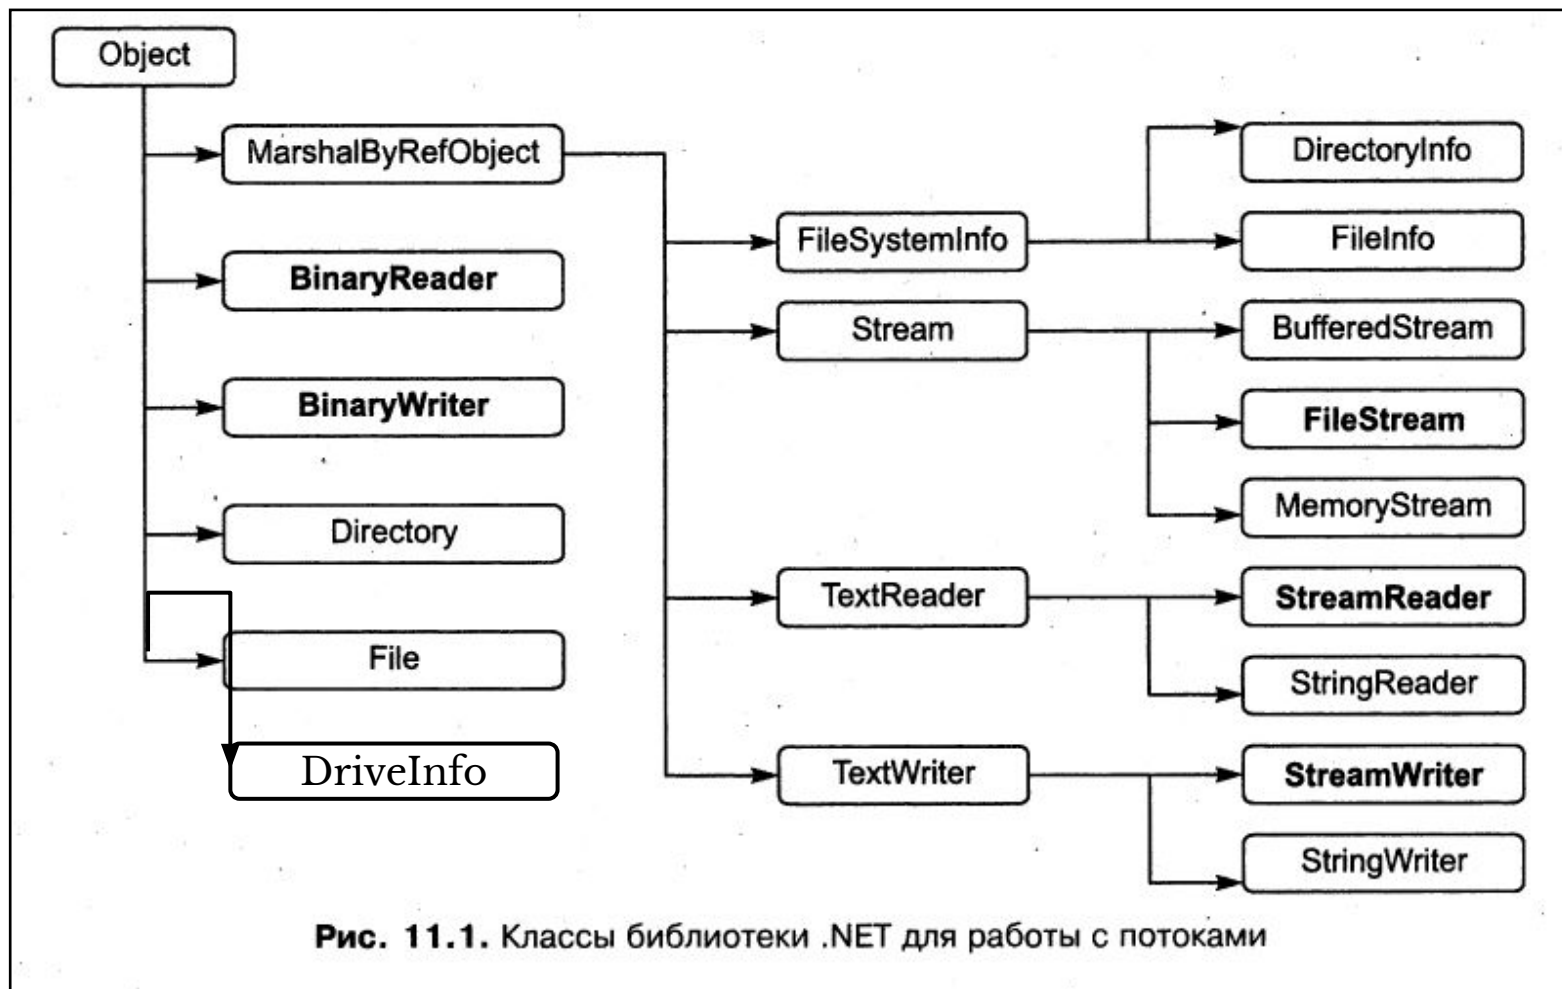 Object
MarshalByRefObject
BinaryReader
BinaryWriter
Directory
File
DriveInfo
FileSystemInfo
Stream
TextReader
TextWriter
DirectoryInfo
FileInfo
BufferedStream
FileStream
MemoryStream
StreamReader
StringReader
StreamWriter
StringWriter
Рис. 11.1. Классы библиотеки .NET для работы с потоками